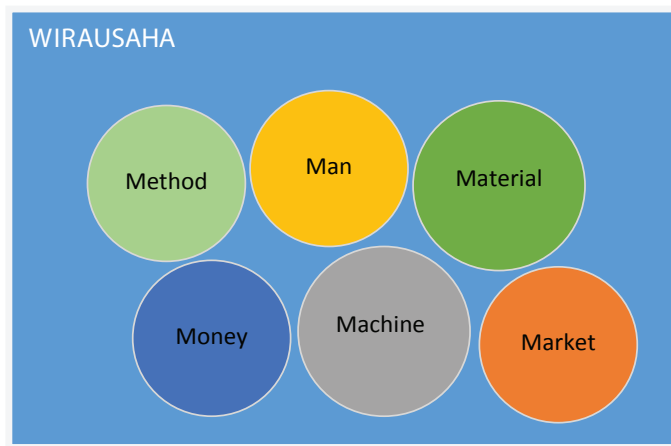 WIRAUSAHA
Method
Man
Material
Money
Machine
Market